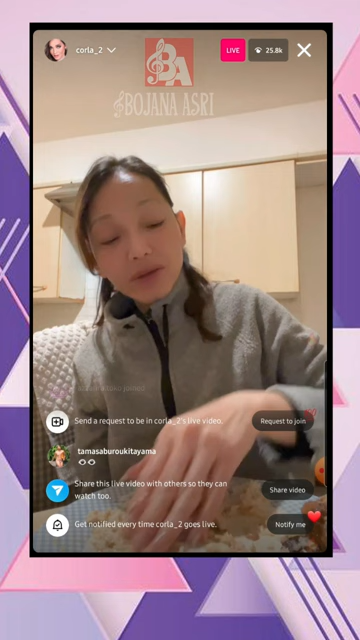 corla_2
LIVE
25.8k
BA
BOJANA ASRI
Send a request to be in corla_2's live video.
Request to join
tamasaburoukitayama
👀
Share this live video with others so they can
watch too.
Share video
Get notified every time corla_2 goes live.
Notify me